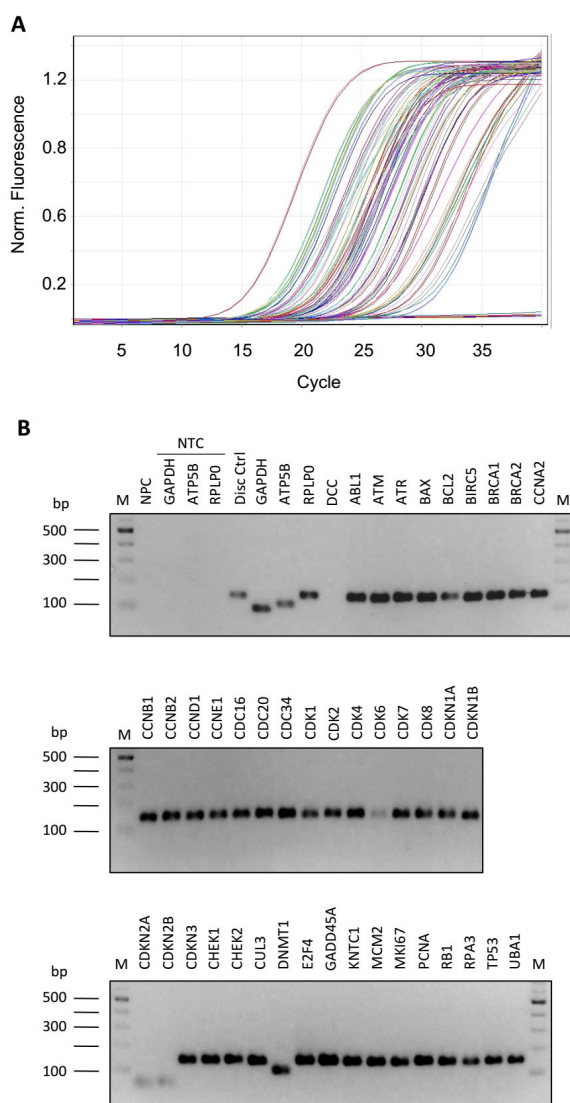 A
Norm. Fluorescence
1.2
0.8
0.6
0.2
5 10 15 20 25 30 35
Cycle
B
NTC
bp M NPC GAPDH ATP5B RPLP0 Disc Ctrl GAPDH ATP5B RPLP0 DCC ABL1 ATM ATR BAX BCL2 BIRC5 BRCA1 BRCA2 CCNA2 M
500
300
100
bp M CCNB1 CCNB2 CCND1 CCNE1 CDC16 CDC20 CDC34 CDK1 CDK2 CDK4 CDK6 CDK7 CDK8 CDKN1A CDKN1B
500
300
100
bp M CDKN2A CDKN2B CDKN3 CHEK1 CHEK2 CUL3 DNMT1 E2F4 GADD45A KNTC1 MCM2 MKI67 PCNA RB1 RPA3 TP53 UBA1 M
500
300
100